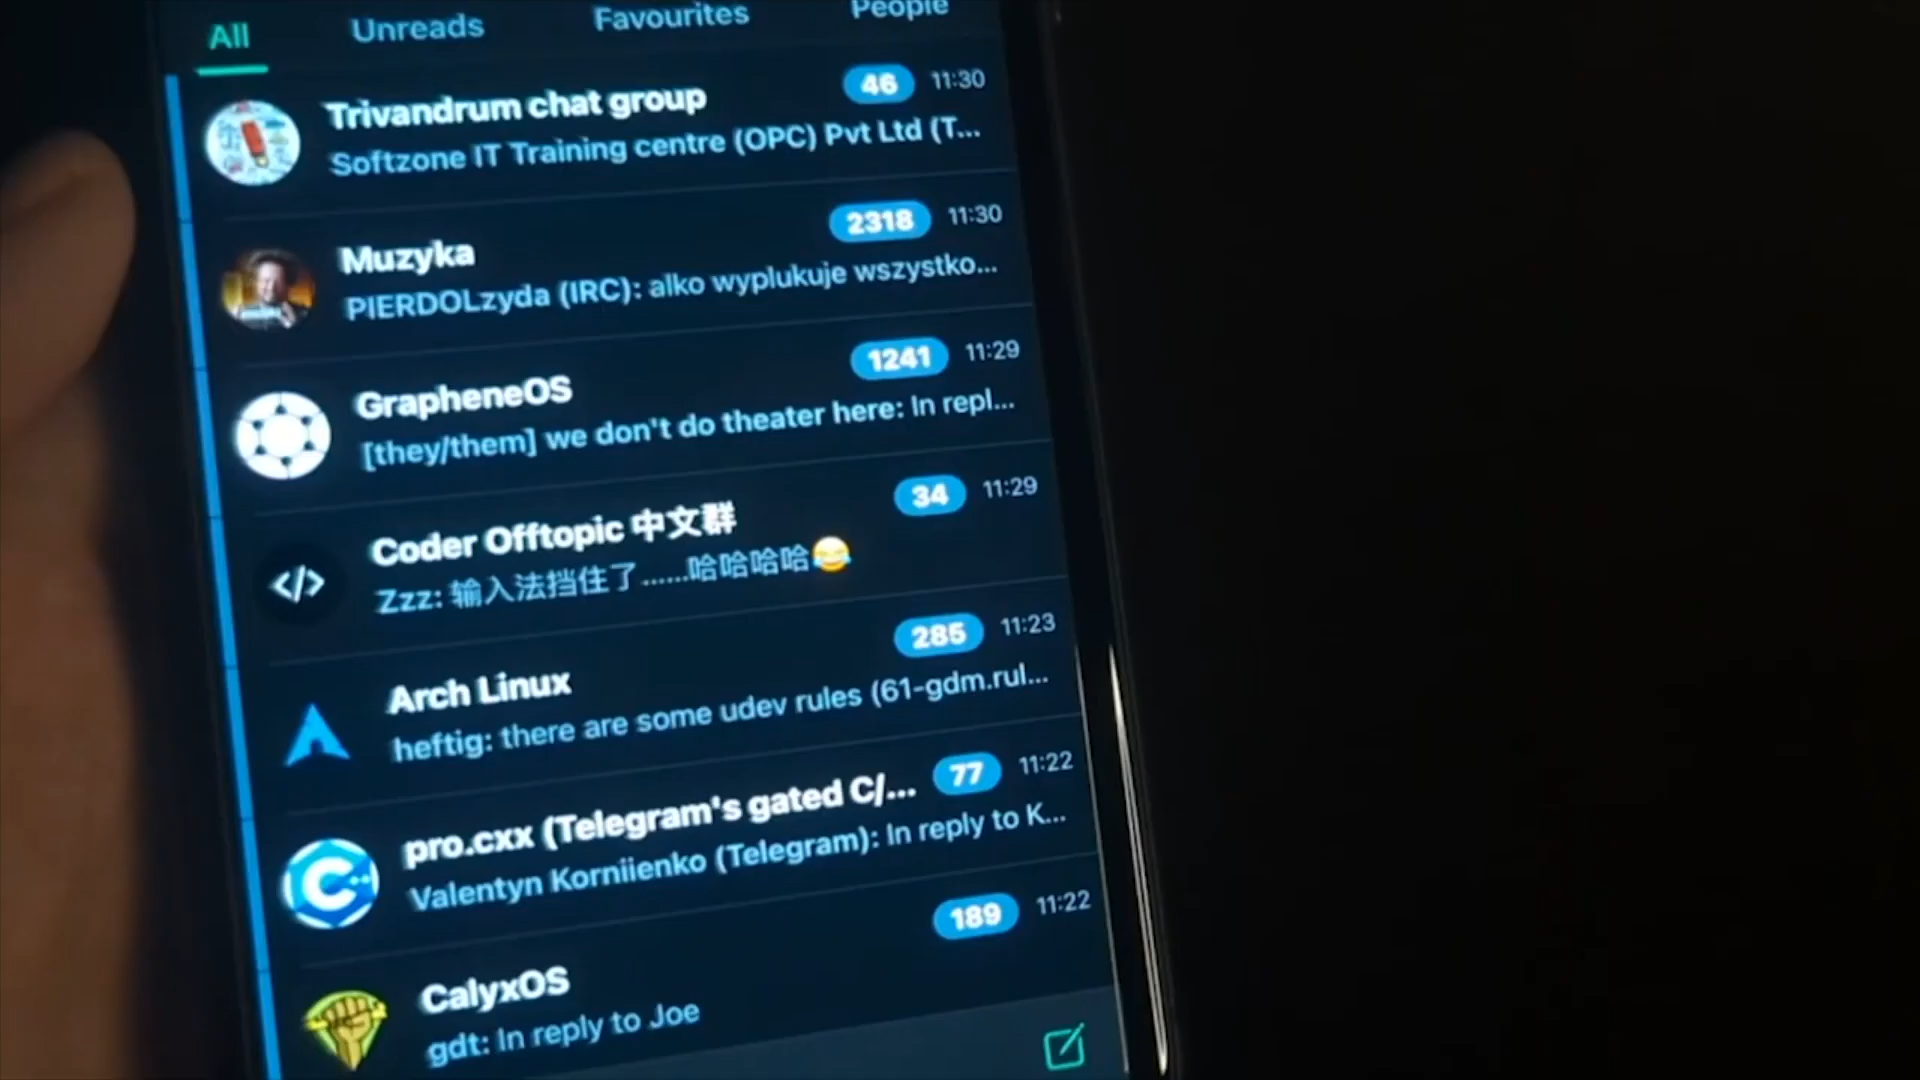 All Unreads Favourites People
Trivandrum chat group 46 11:30
Softzone IT Training centre (OPC) Pvt Ltd (T...
Muzyka 2318 11:30
PIERDOLzyda (IRC): alko wyplukuje wszystko...
GrapheneOS 1241 11:29
[they/them] we don't do theater here: In repl...
Coder Offtopic 中文群 34 11:29
Zzz: 输入法挡住了......哈哈哈哈😂
Arch Linux 285 11:23
heftig: there are some udev rules (61-gdm.rul...
pro.cxx (Telegram's gated C/... 77 11:22
Valentyn Korniienko (Telegram): In reply to K...
CalyxOS 189 11:22
gdt: In reply to Joe